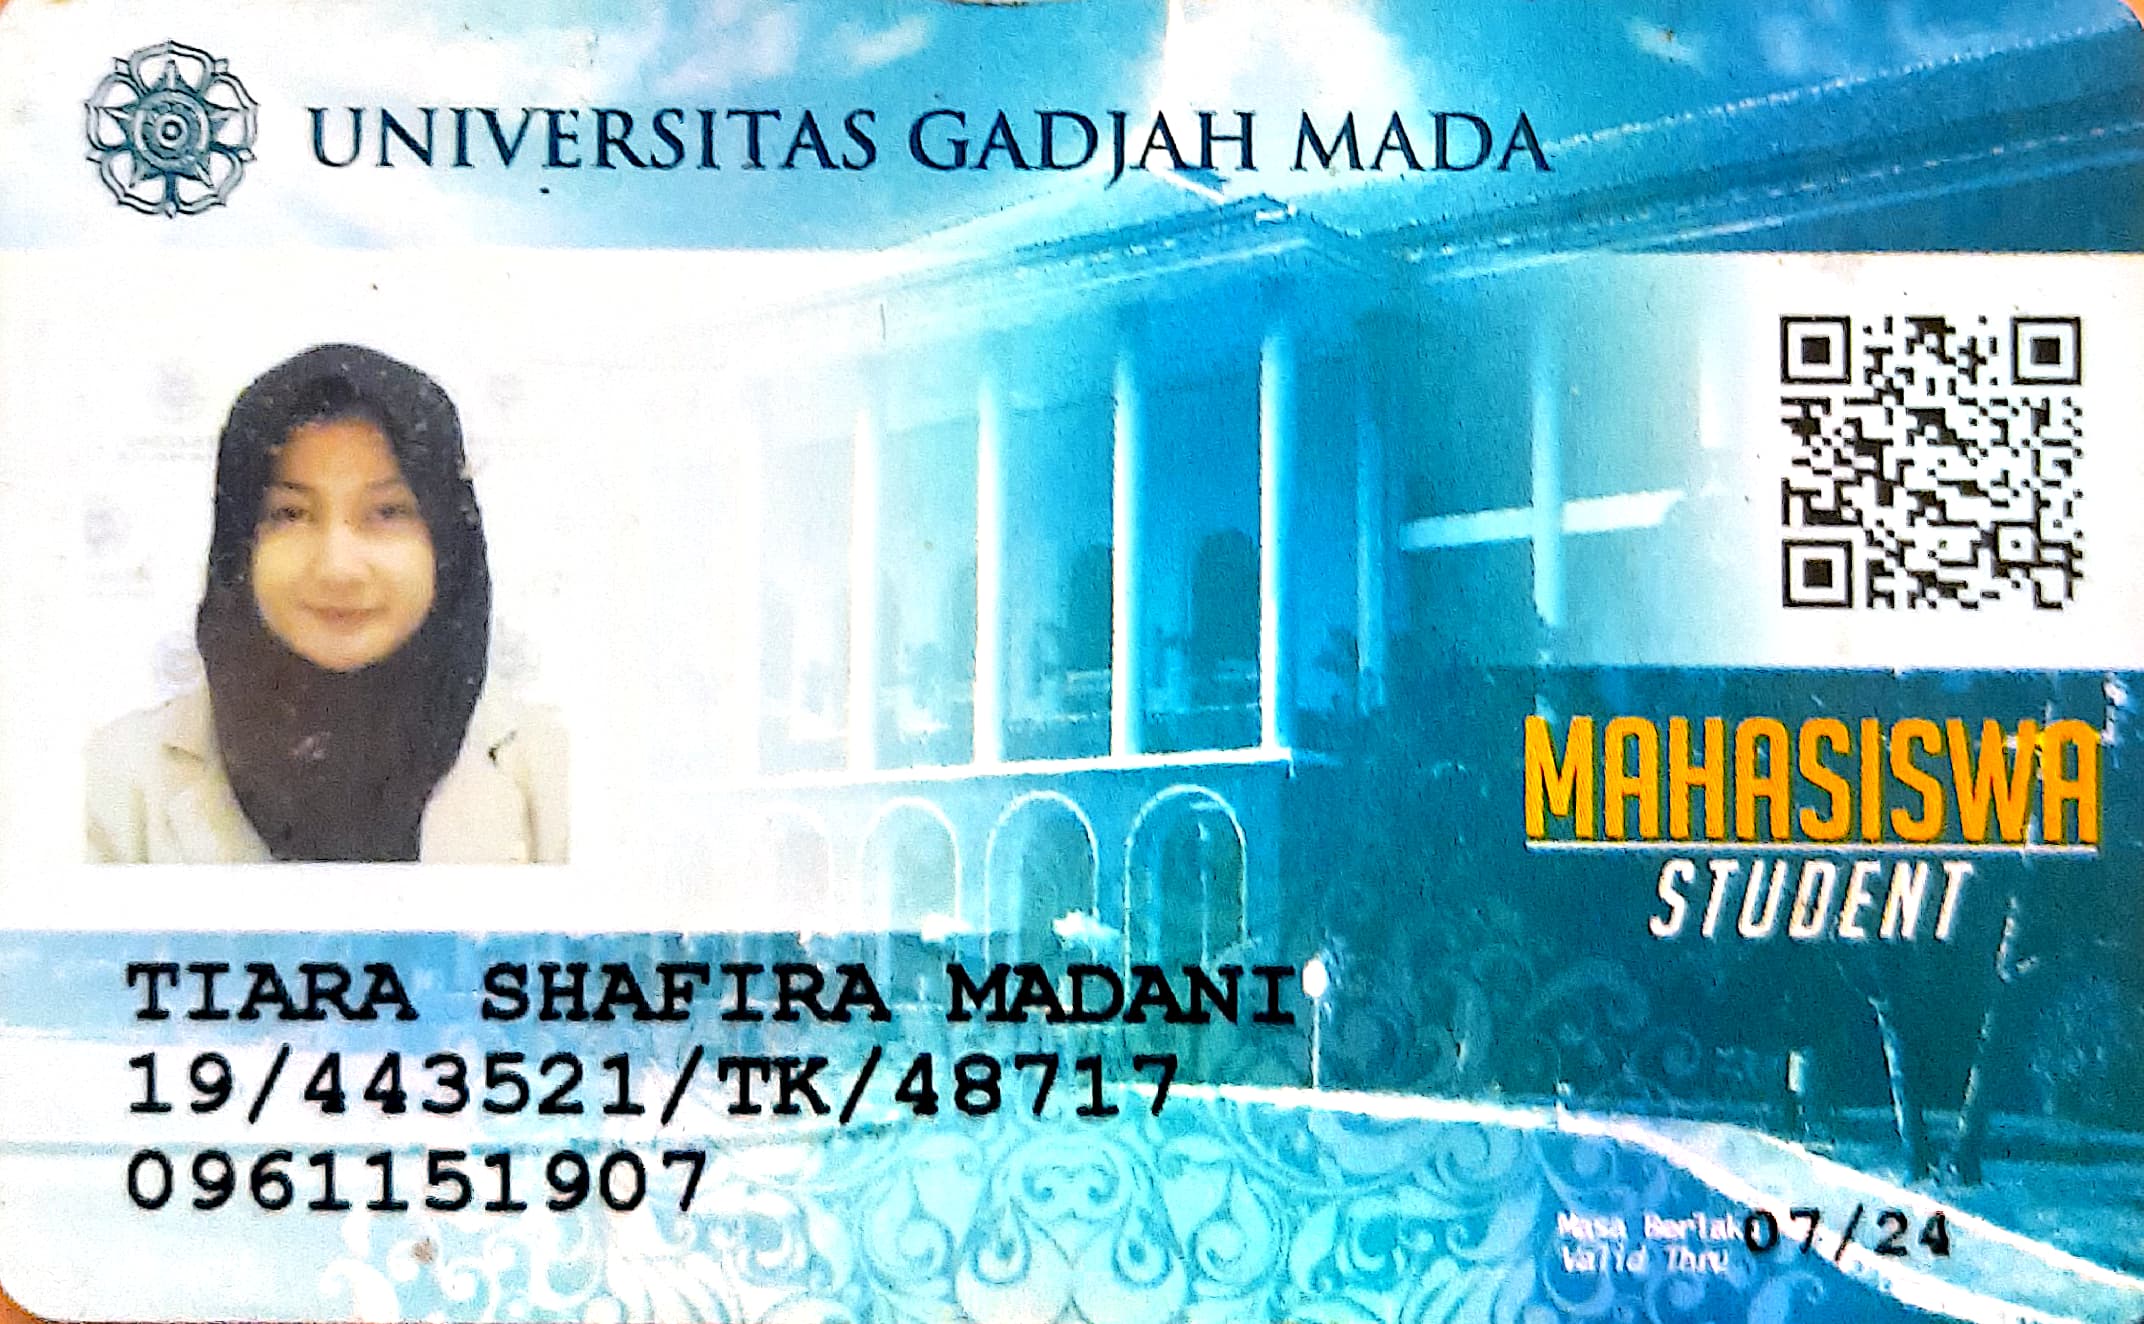 UNIVERSITAS GADJAH MADA
MAHASISWA
STUDENT
TIARA SHAFIRA MADANI
19/443521/TK/48717
0961151907
Masa Berlaku 07/24
Valid Thru